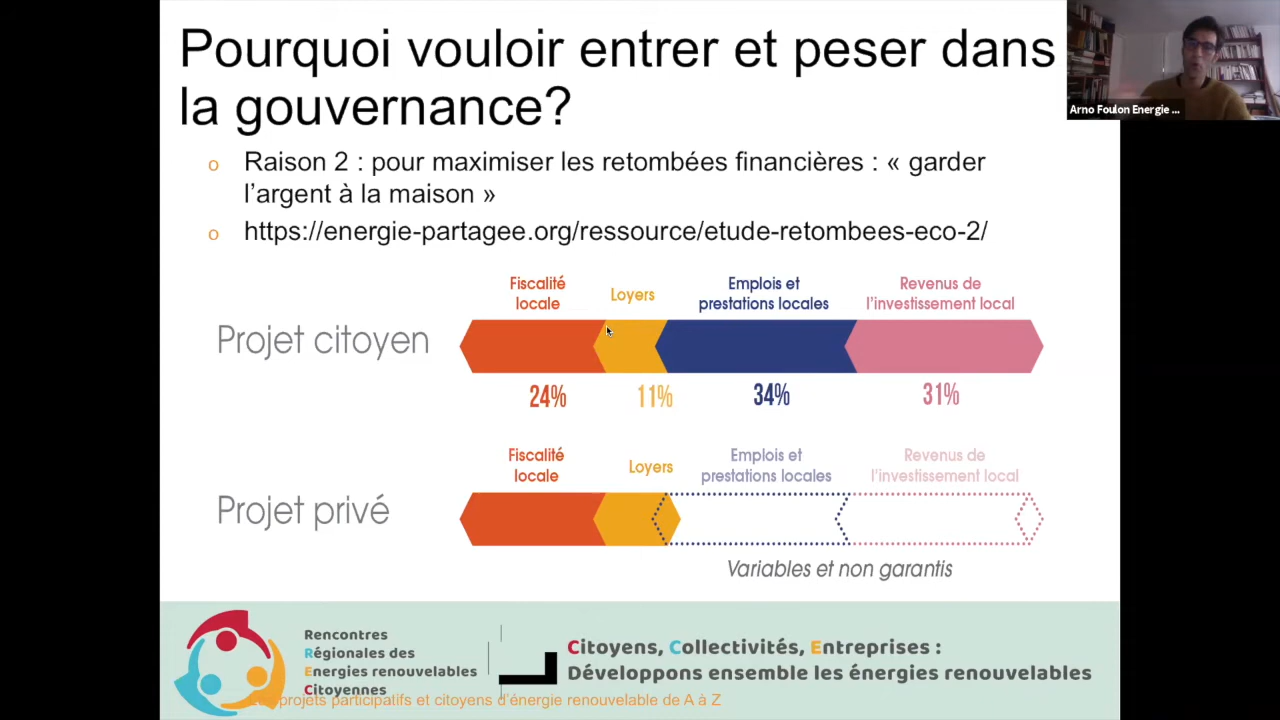 Pourquoi vouloir entrer et peser dans
la gouvernance?
Arno Foulon Energie ...
o Raison 2 : pour maximiser les retombées financières : « garder
l'argent à la maison »
o https://energie-partagee.org/ressource/etude-retombees-eco-2/
Fiscalité
locale
Loyers
Emplois et
prestations locales
Revenus de
l'investissement local
Projet citoyen
24%
11%
34%
31%
Fiscalité
locale
Loyers
Emplois et
prestations locales
Revenus de
l'investissement local
Projet privé
Variables et non garantis
Rencontres
Régionales des
Energies renouvelables
Citoyennes
Citoyens, Collectivités, Entreprises :
Développons ensemble les énergies renouvelables
projets participatifs et citoyens d'énergie renouvelable de A à Z